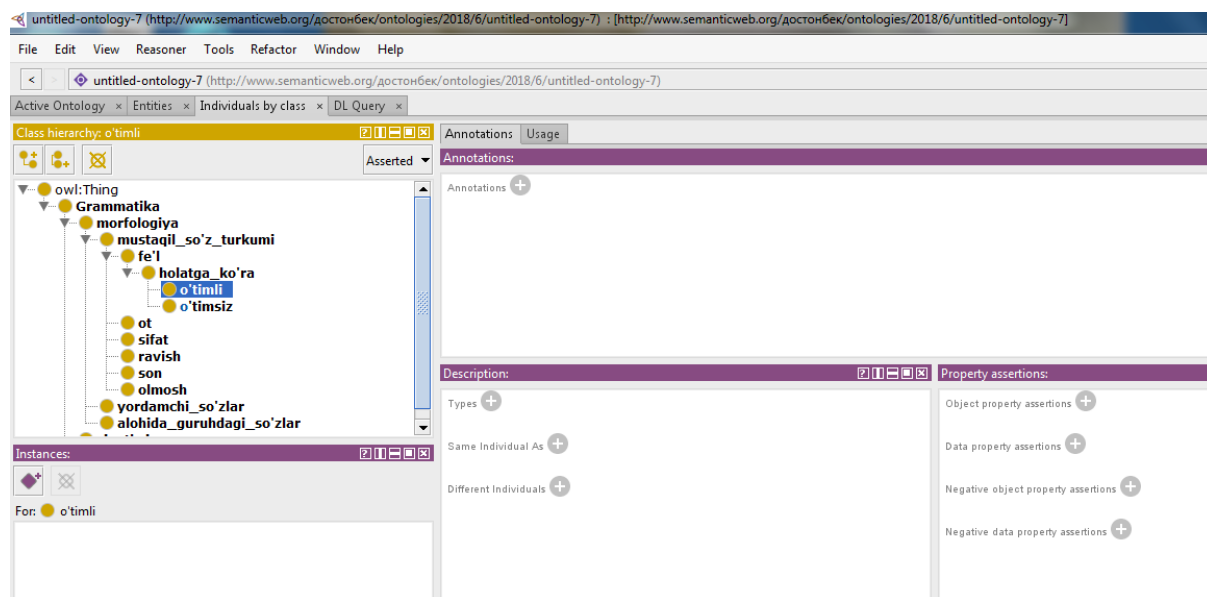 untitled-ontology-7 (http://www.semanticweb.org/достонбек/ontologies/2018/6/untitled-ontology-7) : [http://www.semanticweb.org/достонбек/ontologies/2018/6/untitled-ontology-7]
File Edit View Reasoner Tools Refactor Window Help
< > untitled-ontology-7 (http://www.semanticweb.org/достонбек/ontologies/2018/6/untitled-ontology-7)
Active Ontology × Entities × Individuals by class × DL Query ×
Class hierarchy: o'timli
Asserted
owl:Thing
Grammatika
morfologiya
mustaqil_so'z_turkumi
fe'l
holatga_ko'ra
o'timli
o'timsiz
ot
sifat
ravish
son
olmosh
yordamchi_so'zlar
alohida_guruhdagi_so'zlar
Instances:
For: o'timli
Annotations Usage
Annotations:
Annotations
Description:
Types
Same Individual As
Different Individuals
Property assertions:
Object property assertions
Data property assertions
Negative object property assertions
Negative data property assertions